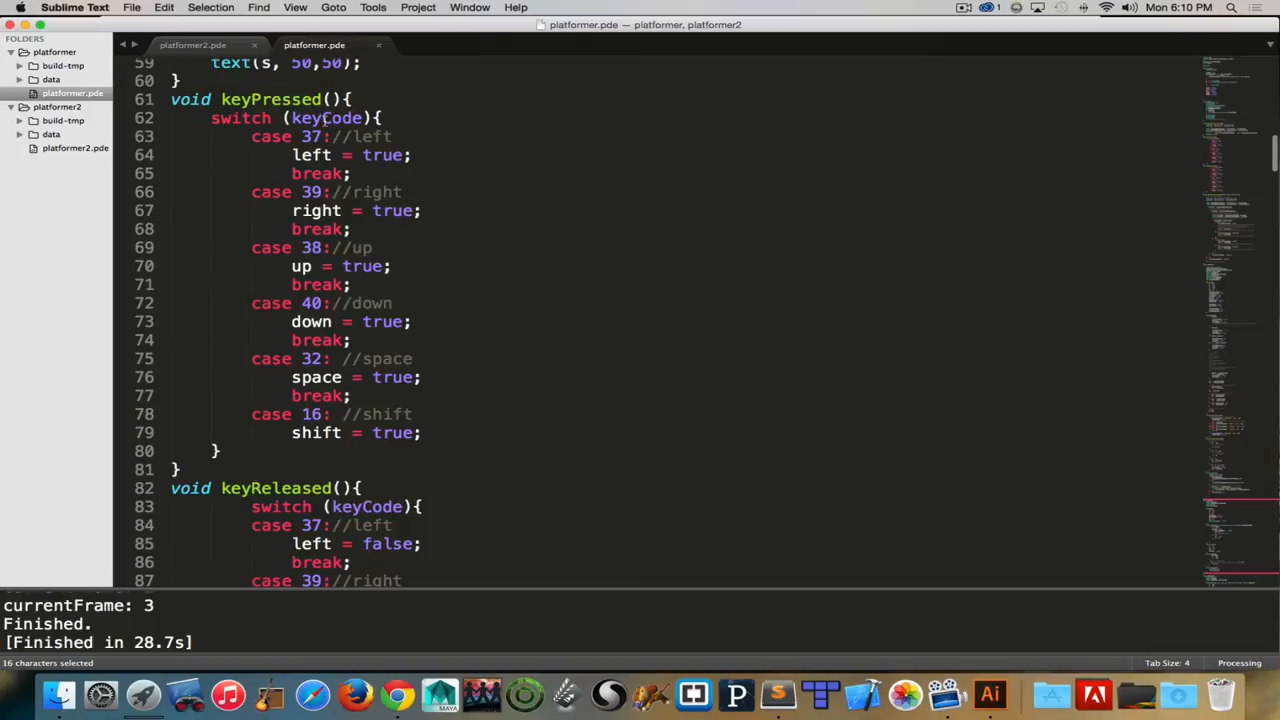 Sublime Text File Edit Selection Find View Goto Tools Project Window Help 1 Mon 6:10 PM
platformer.pde — platformer, platformer2
FOLDERS
platformer
build-tmp
data
platformer.pde
platformer2
build-tmp
data
platformer2.pde
platformer2.pde × platformer.pde ×
59 text(s, 50,50);
60 }
61 void keyPressed(){
62 switch (keyCode){
63 case 37://left
64 left = true;
65 break;
66 case 39://right
67 right = true;
68 break;
69 case 38://up
70 up = true;
71 break;
72 case 40://down
73 down = true;
74 break;
75 case 32: //space
76 space = true;
77 break;
78 case 16: //shift
79 shift = true;
80 }
81 }
82 void keyReleased(){
83 switch (keyCode){
84 case 37://left
85 left = false;
86 break;
87 case 39://right
currentFrame: 3
Finished.
[Finished in 28.7s]
16 characters selected Tab Size: 4 Processing
MAYA P S Ai